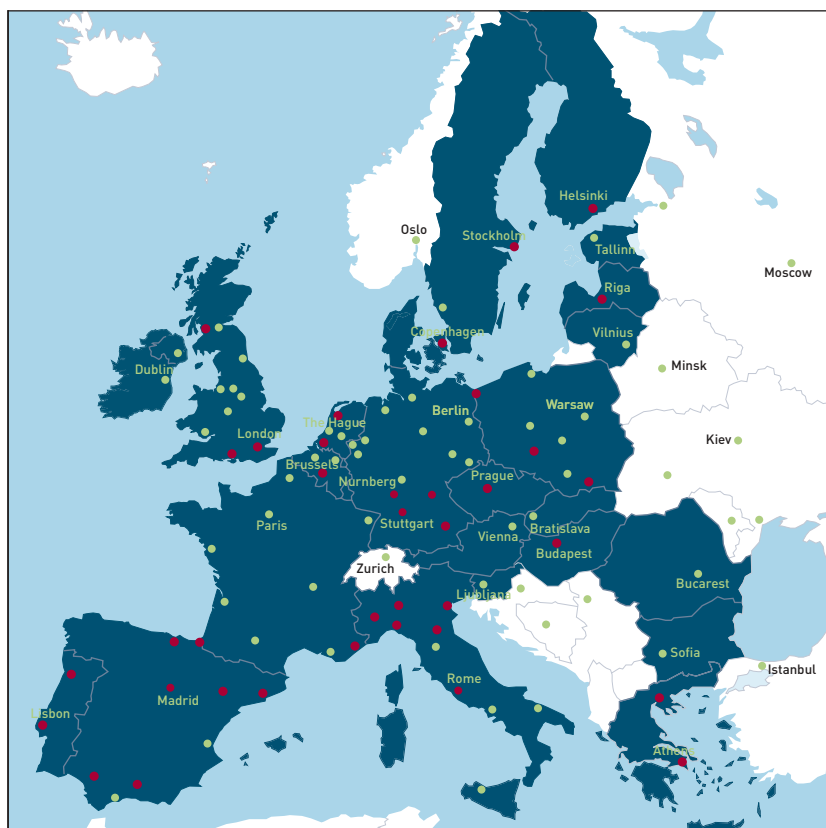 Helsinki
Oslo
Stockholm
Tallinn
Moscow
Riga
Copenhagen
Vilnius
Dublin
Minsk
Berlin
Warsaw
The Hague
London
Kiev
Brussels
Nurnberg
Prague
Paris
Stuttgart
Vienna
Bratislava
Budapest
Zurich
Bucarest
Ljubljana
Sofia
Istanbul
Rome
Madrid
Lisbon
Athens